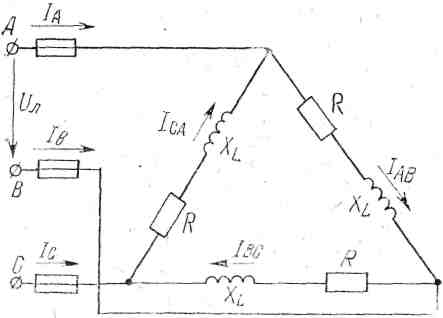 A
I_A
U_Л
I_CA
R
X_L
I_B
B
I_AB
X_L
R
C
I_C
I_BC
R
X_L